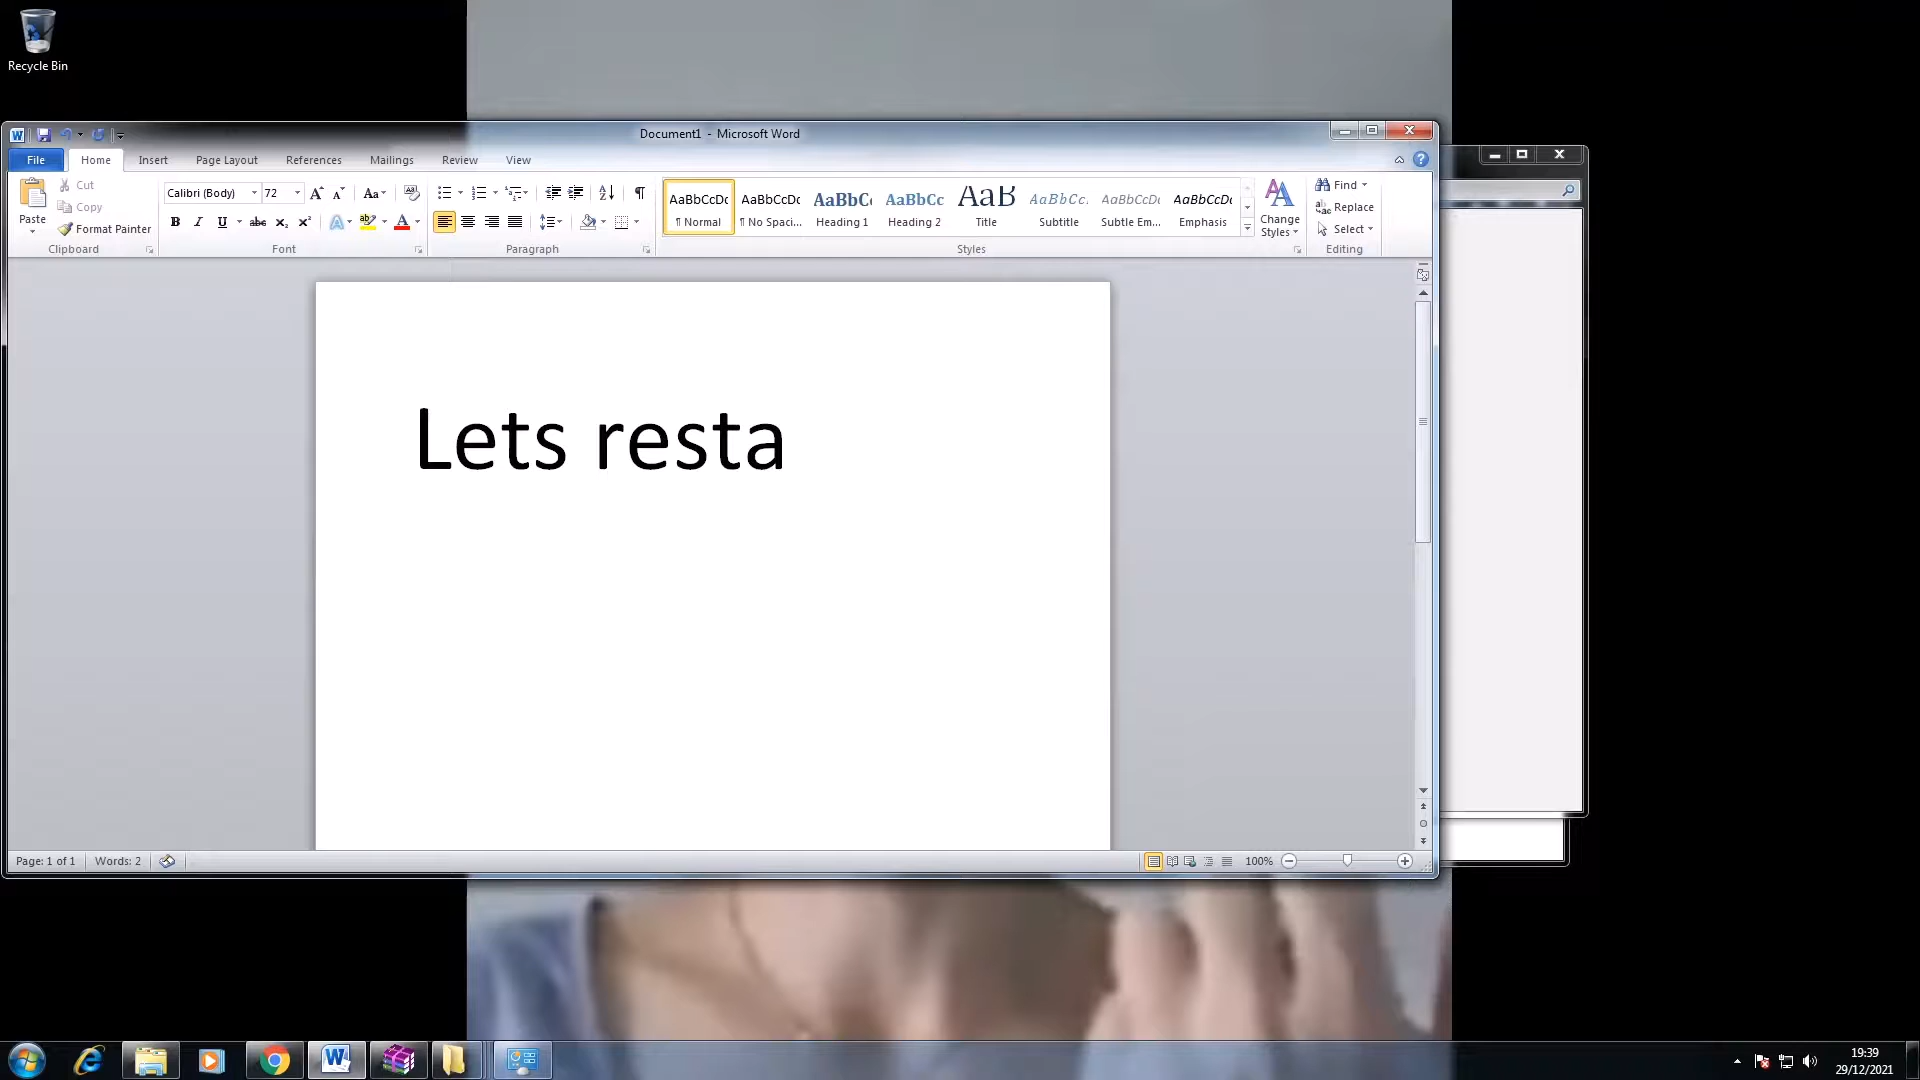 Recycle Bin
Document1 - Microsoft Word
File Home Insert Page Layout References Mailings Review View
Cut
Calibri (Body) 72
AaBbCcDc AaBbCcDc AaBbC AaBbCc AaB AaBbCc. AaBbCcDc AaBbCcDc
Find
Copy
Replace
Paste
Format Painter
¶ Normal ¶ No Spaci... Heading 1 Heading 2 Title Subtitle Subtle Em... Emphasis
Change
Styles
Select
Clipboard Font Paragraph Styles Editing
Lets resta
Page: 1 of 1 Words: 2 100%
19:39
29/12/2021